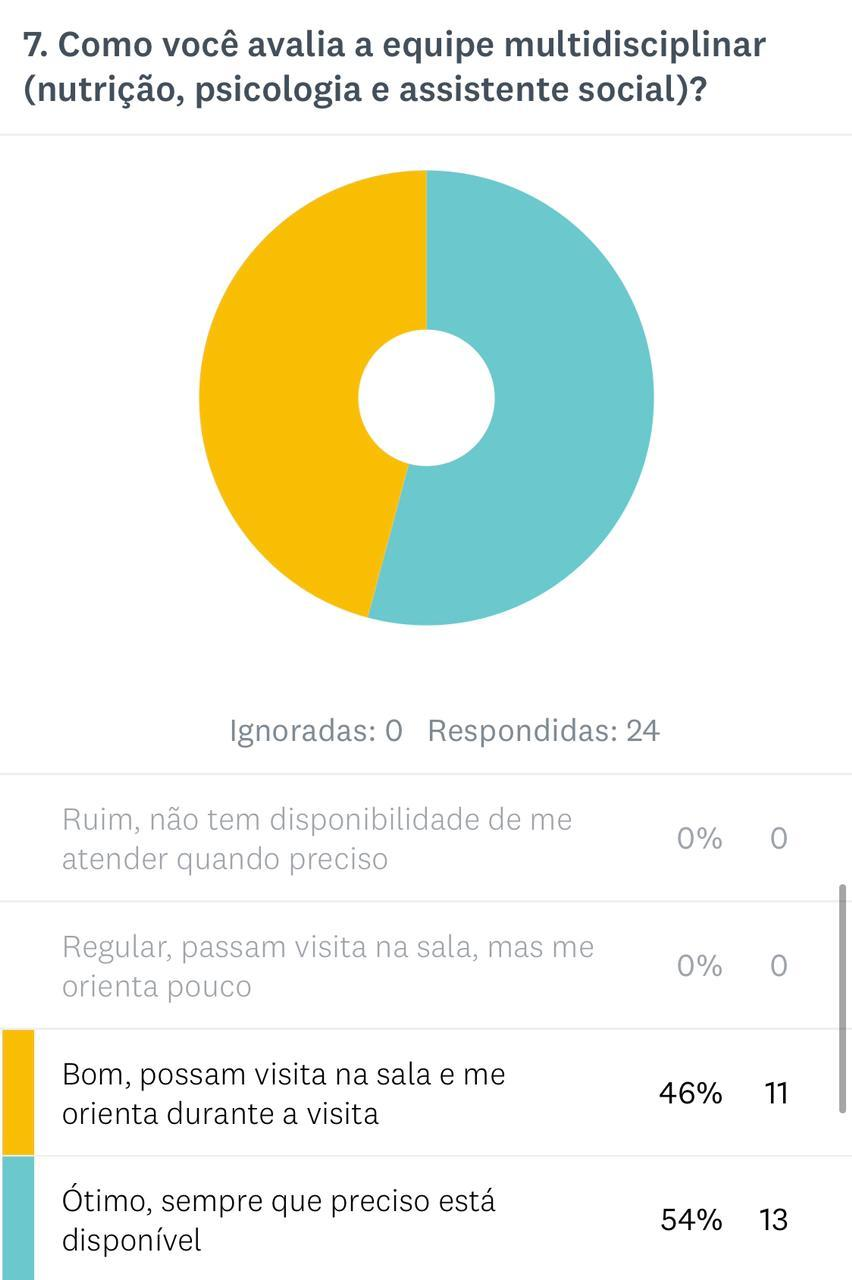 7. Como você avalia a equipe multidisciplinar
(nutrição, psicologia e assistente social)?
Ignoradas: 0 Respondidas: 24
Ruim, não tem disponibilidade de me
atender quando preciso
0% 0
Regular, passam visita na sala, mas me
orienta pouco
0% 0
Bom, possam visita na sala e me
orienta durante a visita
46% 11
Ótimo, sempre que preciso está
disponível
54% 13